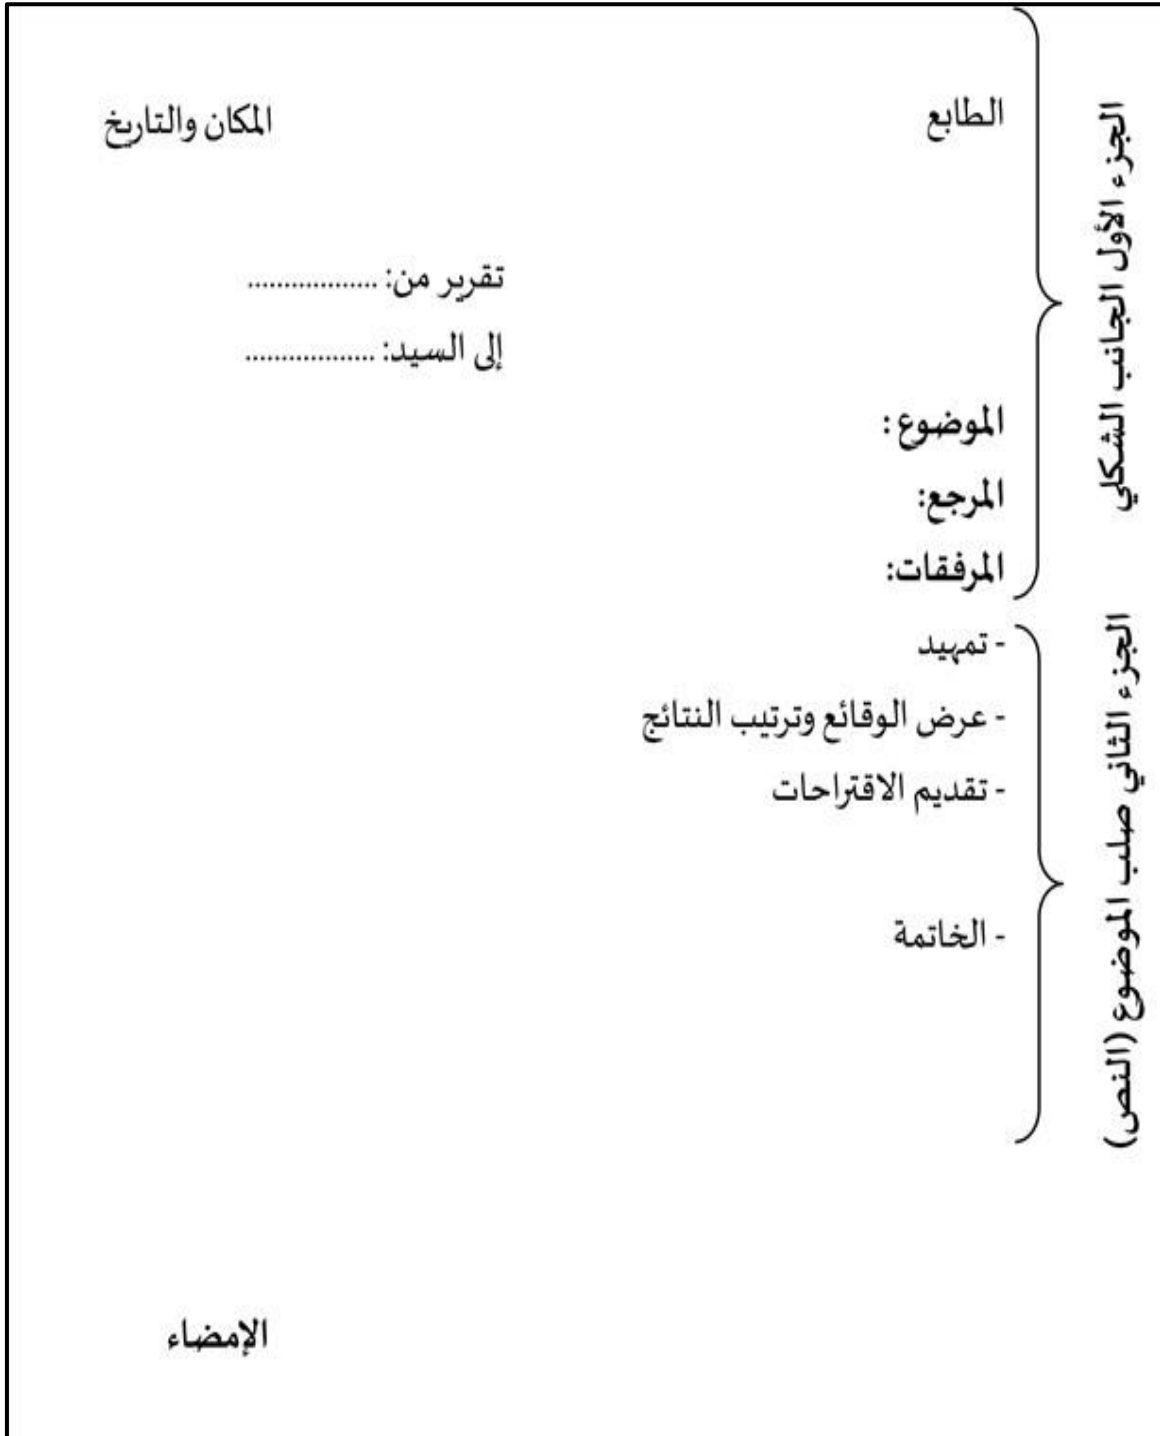 الطابع
المكان والتاريخ
تقرير من: ..................
إلى السيد: ..................
الموضوع:
المرجع:
المرفقات:
الجزء الأول الجانب الشكلي
- تمهيد
- عرض الوقائع وترتيب النتائج
- تقديم الاقتراحات
- الخاتمة
الجزء الثاني صلب الموضوع (النص)
الإمضاء